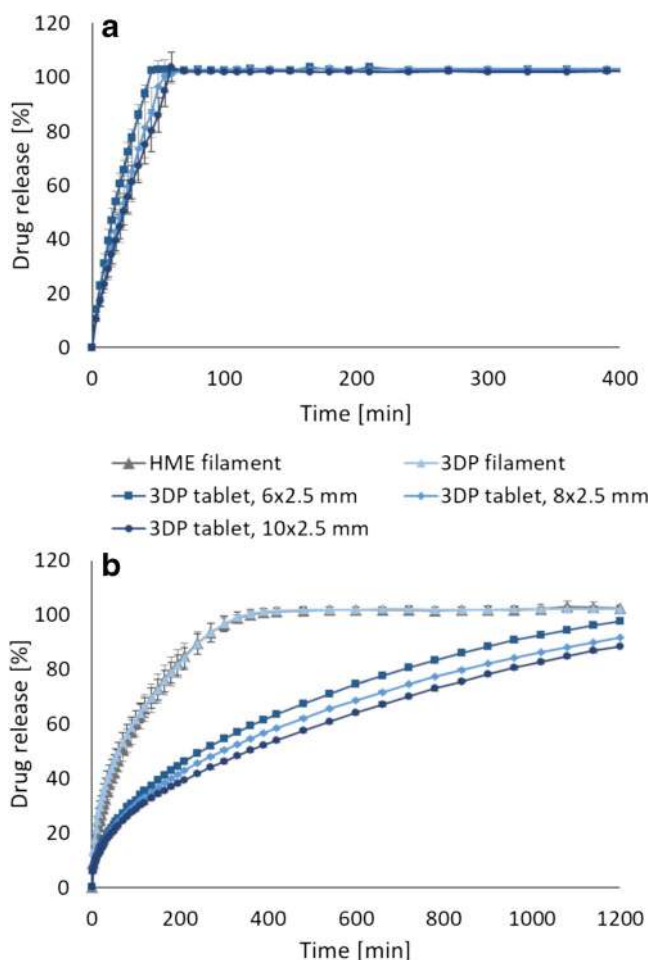 a
120
100
80
60
40
20
0
Drug release [%]
0 100 200 300 400
Time [min]
HME filament 3DP filament
3DP tablet, 6x2.5 mm 3DP tablet, 8x2.5 mm
3DP tablet, 10x2.5 mm
b
120
100
80
60
40
20
0
Drug release [%]
0 200 400 600 800 1000 1200
Time [min]